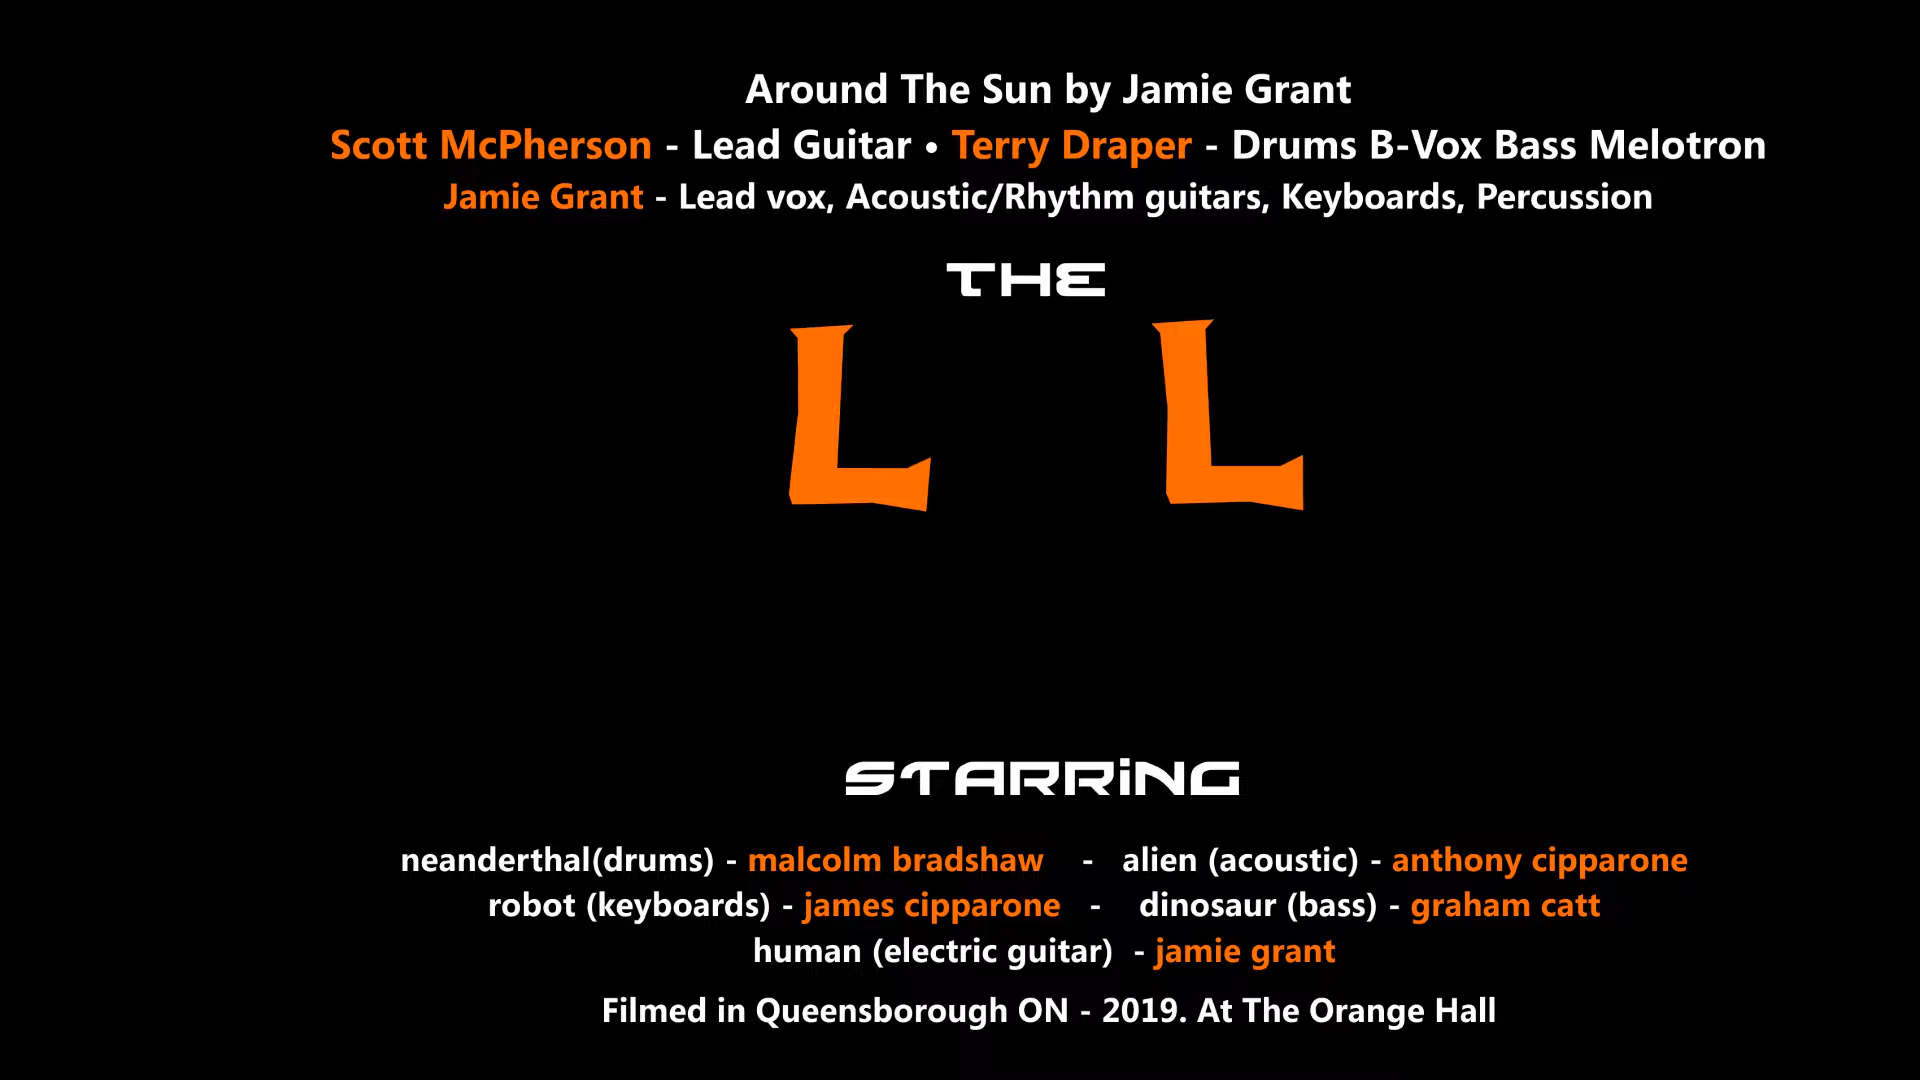 Around The Sun by Jamie Grant
Scott McPherson - Lead Guitar • Terry Draper - Drums B-Vox Bass Melotron
Jamie Grant - Lead vox, Acoustic/Rhythm guitars, Keyboards, Percussion
THE
L L
STARRiNG
neanderthal(drums) - malcolm bradshaw - alien (acoustic) - anthony cipparone
robot (keyboards) - james cipparone - dinosaur (bass) - graham catt
human (electric guitar) - jamie grant
Filmed in Queensborough ON - 2019. At The Orange Hall